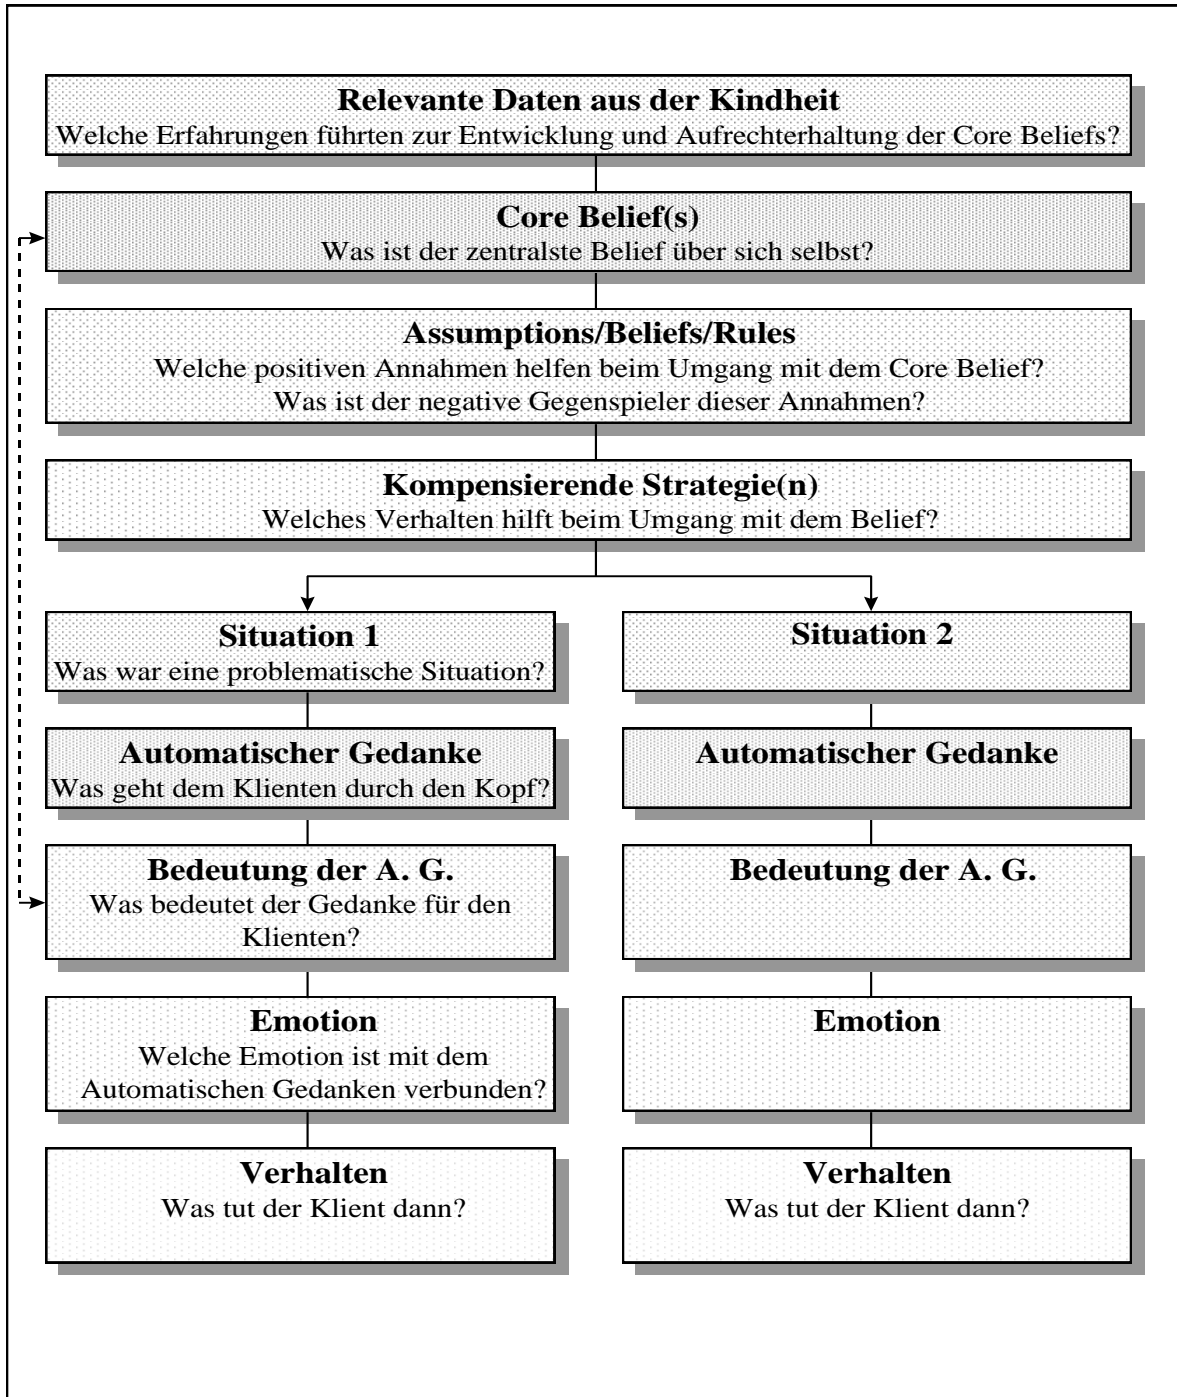 Relevante Daten aus der Kindheit
Welche Erfahrungen führten zur Entwicklung und Aufrechterhaltung der Core Beliefs?
Core Belief(s)
Was ist der zentralste Belief über sich selbst?
Assumptions/Beliefs/Rules
Welche positiven Annahmen helfen beim Umgang mit dem Core Belief?
Was ist der negative Gegenspieler dieser Annahmen?
Kompensierende Strategie(n)
Welches Verhalten hilft beim Umgang mit dem Belief?
Situation 1
Was war eine problematische Situation?
Automatischer Gedanke
Was geht dem Klienten durch den Kopf?
Bedeutung der A. G.
Was bedeutet der Gedanke für den
Klienten?
Emotion
Welche Emotion ist mit dem
Automatischen Gedanken verbunden?
Verhalten
Was tut der Klient dann?
Situation 2
Automatischer Gedanke
Bedeutung der A. G.
Emotion
Verhalten
Was tut der Klient dann?